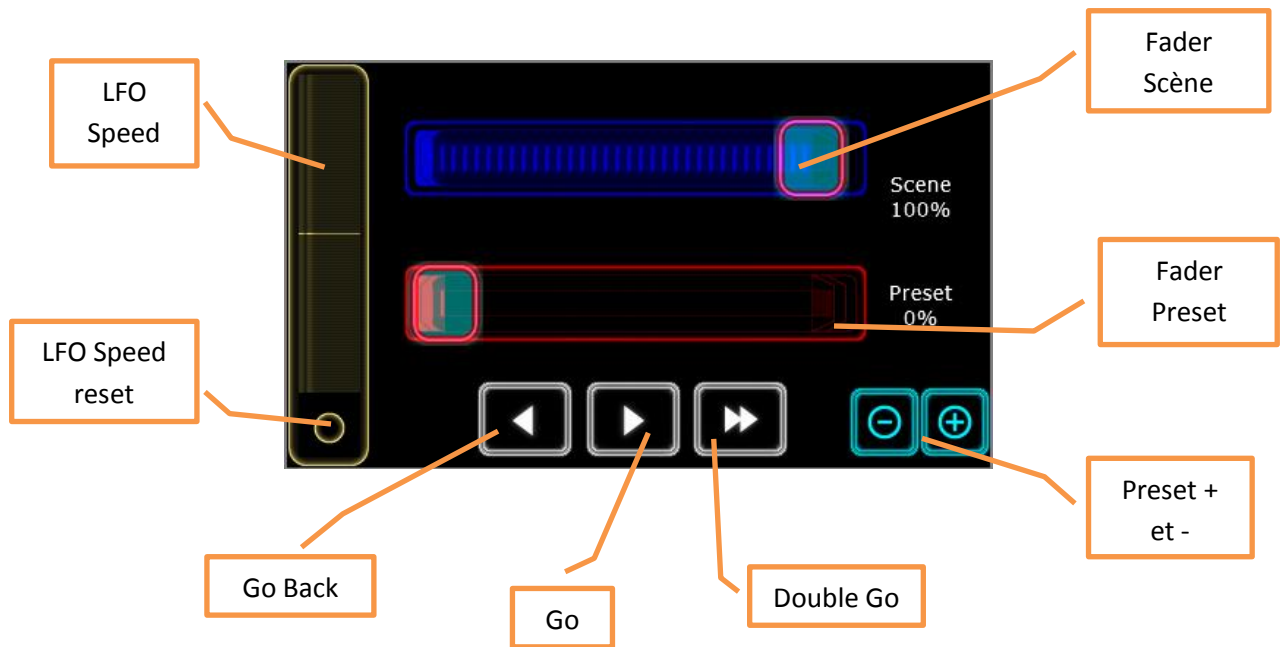 Fader
Scène
LFO
Speed
Scene
100%
Fader
Preset
Preset
0%
LFO Speed
reset
Preset +
et -
Go Back
Double Go
Go